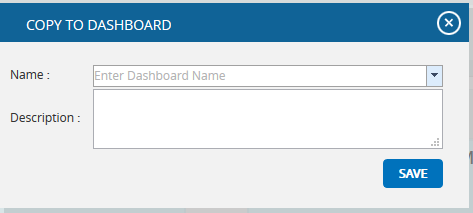 COPY TO DASHBOARD
Name :
Enter Dashboard Name
Description :
SAVE